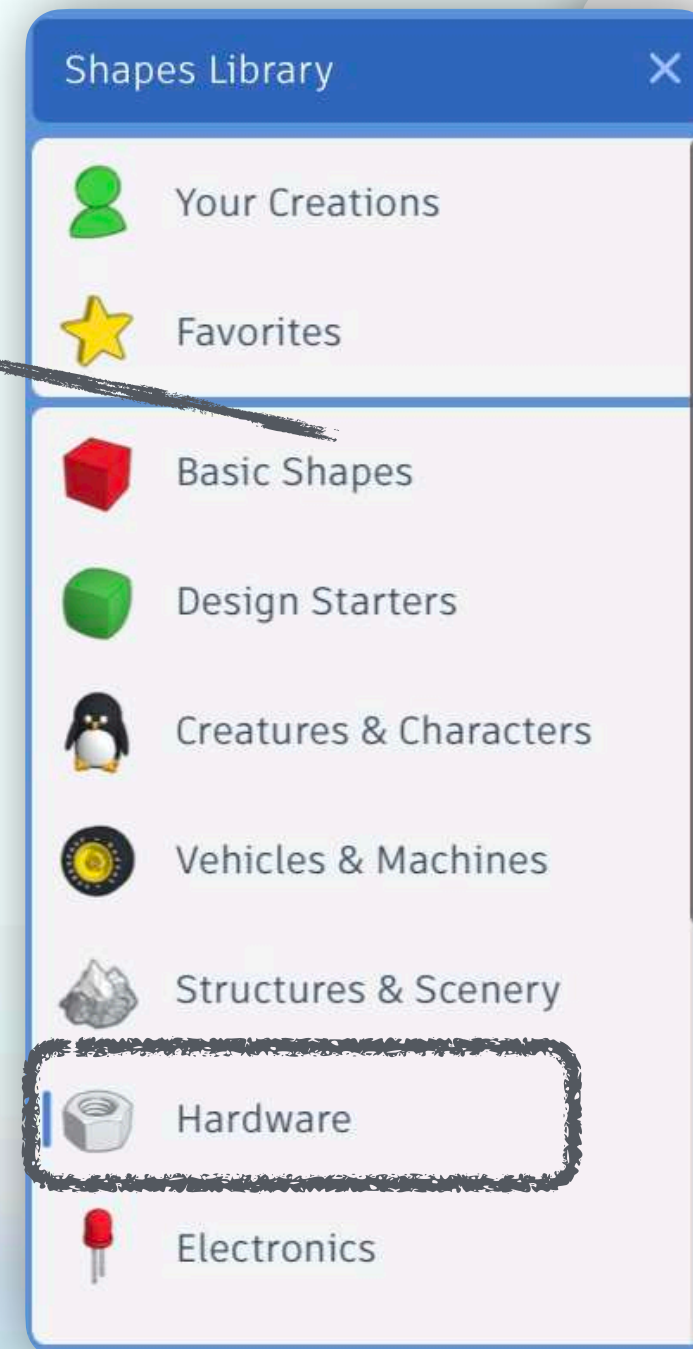 Shapes Library
Your Creations
Favorites
Basic Shapes
Design Starters
Creatures & Characters
Vehicles & Machines
Structures & Scenery
Hardware
Electronics